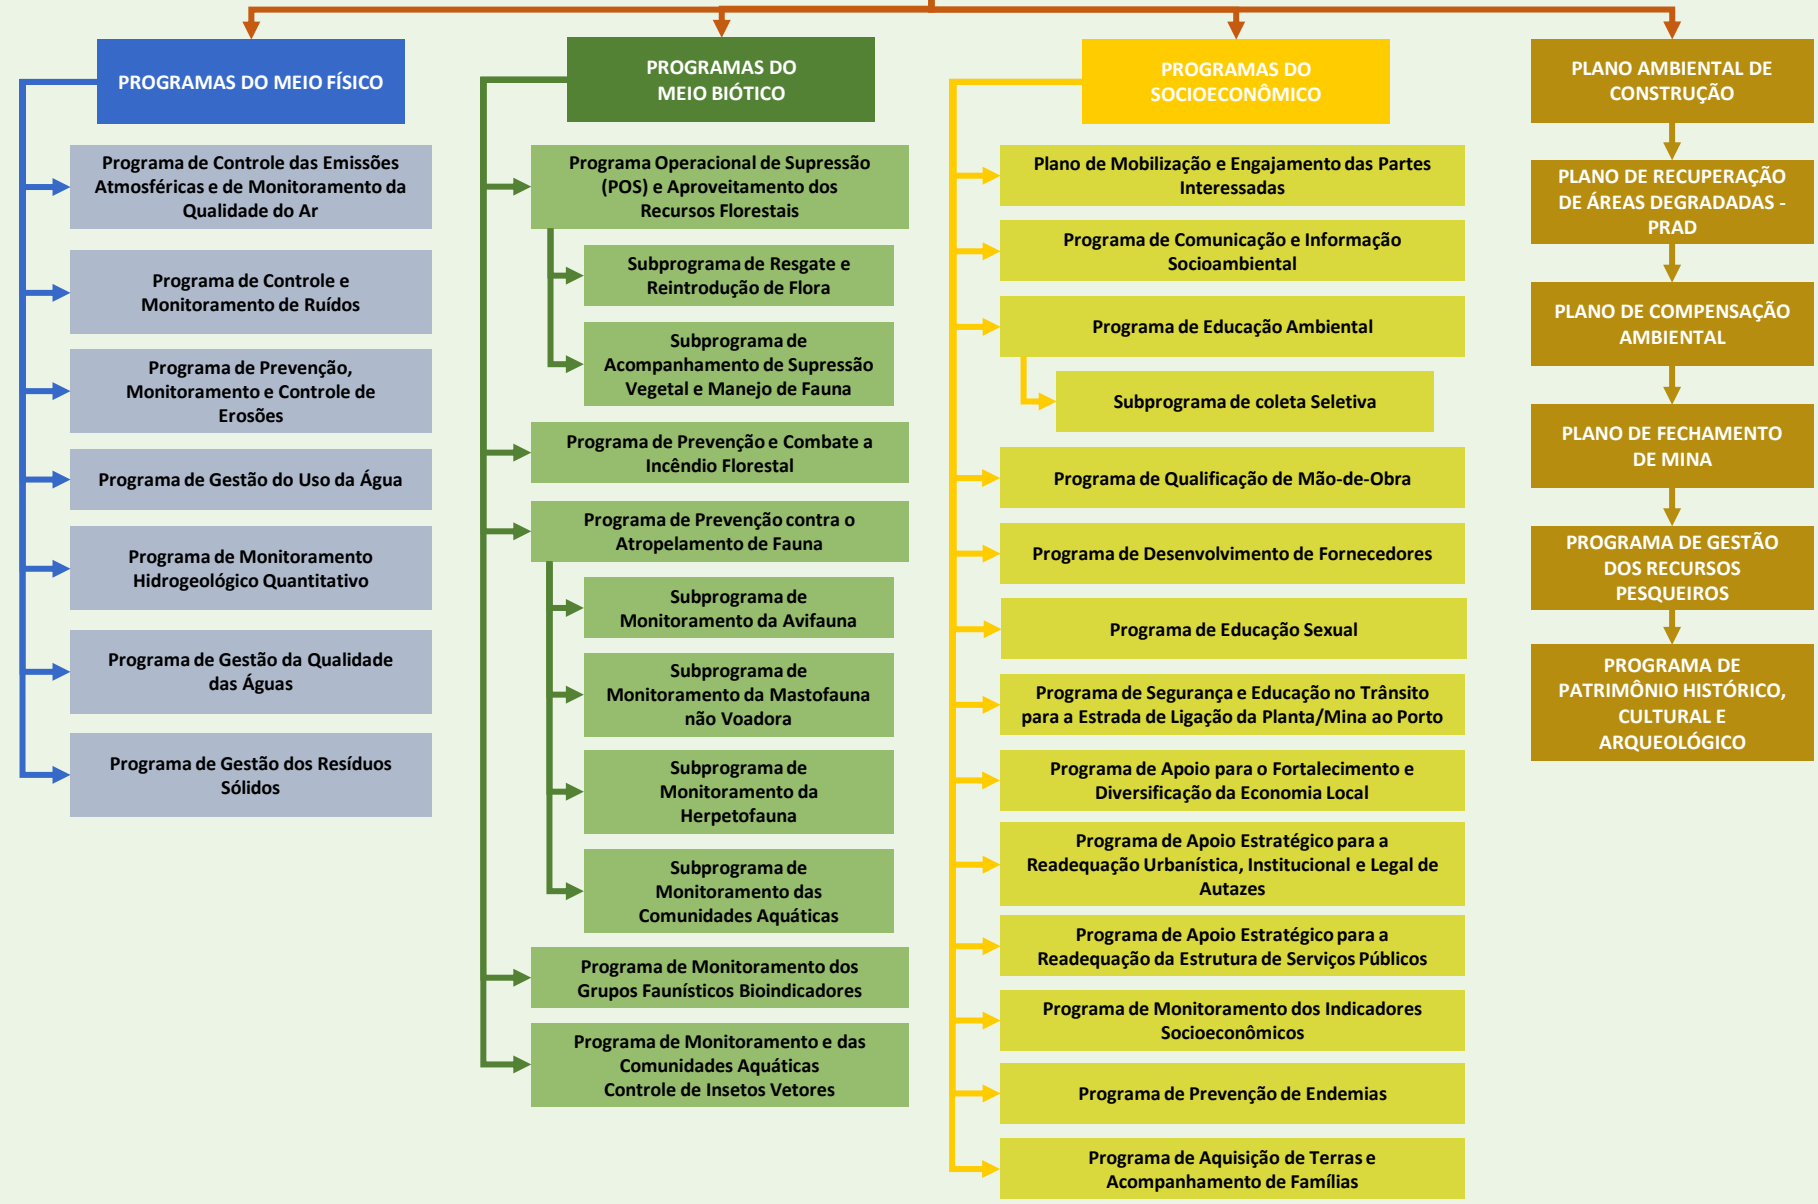 PROGRAMAS DO MEIO FÍSICO
Programa de Controle das Emissões
Atmosféricas e de Monitoramento da
Qualidade do Ar
Programa de Controle e
Monitoramento de Ruídos
Programa de Prevenção,
Monitoramento e Controle de
Erosões
Programa de Gestão do Uso da Água
Programa de Monitoramento
Hidrogeológico Quantitativo
Programa de Gestão da Qualidade
das Águas
Programa de Gestão dos Resíduos
Sólidos
PROGRAMAS DO
MEIO BIÓTICO
Programa Operacional de Supressão
(POS) e Aproveitamento dos
Recursos Florestais
Subprograma de Resgate e
Reintrodução de Flora
Subprograma de
Acompanhamento de Supressão
Vegetal e Manejo de Fauna
Programa de Prevenção e Combate a
Incêndio Florestal
Programa de Prevenção contra o
Atropelamento de Fauna
Subprograma de
Monitoramento da Avifauna
Subprograma de
Monitoramento da Mastofauna
não Voadora
Subprograma de
Monitoramento da
Herpetofauna
Subprograma de
Monitoramento das
Comunidades Aquáticas
Programa de Monitoramento dos
Grupos Faunísticos Bioindicadores
Programa de Monitoramento e das
Comunidades Aquáticas
Controle de Insetos Vetores
PROGRAMAS DO
SOCIOECONÔMICO
Plano de Mobilização e Engajamento das Partes
Interessadas
Programa de Comunicação e Informação
Socioambiental
Programa de Educação Ambiental
Subprograma de coleta Seletiva
Programa de Qualificação de Mão-de-Obra
Programa de Desenvolvimento de Fornecedores
Programa de Educação Sexual
Programa de Segurança e Educação no Trânsito
para a Estrada de Ligação da Planta/Mina ao Porto
Programa de Apoio para o Fortalecimento e
Diversificação da Economia Local
Programa de Apoio Estratégico para a
Readequação Urbanística, Institucional e Legal de
Autazes
Programa de Apoio Estratégico para a
Readequação da Estrutura de Serviços Públicos
Programa de Monitoramento dos Indicadores
Socioeconômicos
Programa de Prevenção de Endemias
Programa de Aquisição de Terras e
Acompanhamento de Famílias
PLANO AMBIENTAL DE
CONSTRUÇÃO
PLANO DE RECUPERAÇÃO
DE ÁREAS DEGRADADAS -
PRAD
PLANO DE COMPENSAÇÃO
AMBIENTAL
PLANO DE FECHAMENTO
DE MINA
PROGRAMA DE GESTÃO
DOS RECURSOS
PESQUEIROS
PROGRAMA DE
PATRIMÔNIO HISTÓRICO,
CULTURAL E
ARQUEOLÓGICO